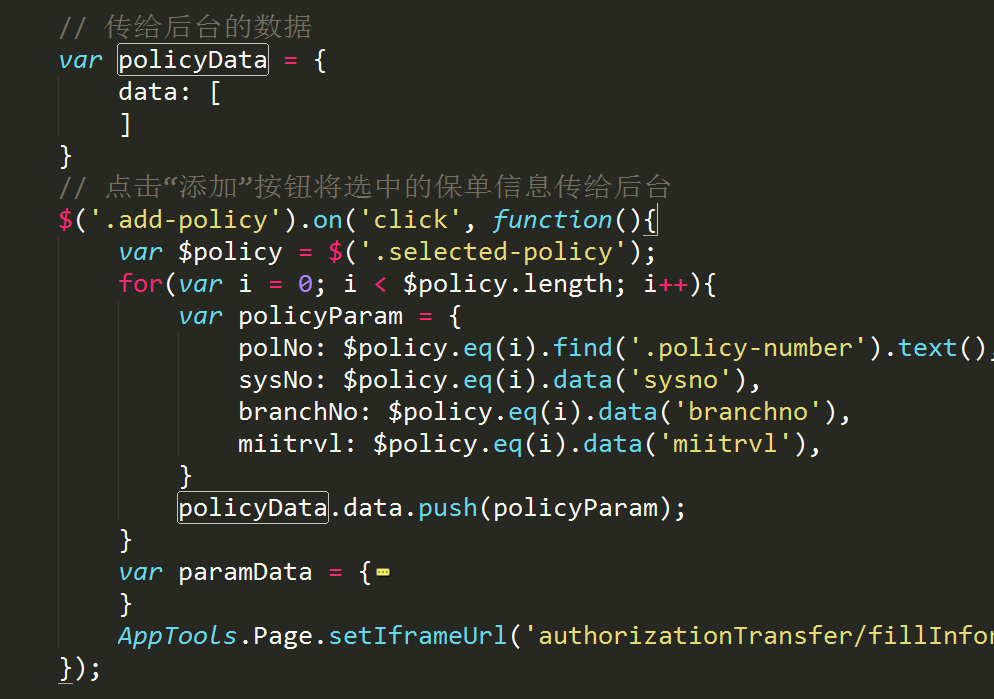 // 传给后台的数据
var policyData = {
data: [
]
}
// 点击“添加”按钮将选中的保单信息传给后台
$('.add-policy').on('click', function(){
var $policy = $('.selected-policy');
for(var i = 0; i < $policy.length; i++){
var policyParam = {
polNo: $policy.eq(i).find('.policy-number').text(),
sysNo: $policy.eq(i).data('sysno'),
branchNo: $policy.eq(i).data('branchno'),
miitrvl: $policy.eq(i).data('miitrvl'),
}
policyData.data.push(policyParam);
}
var paramData = {
}
AppTools.Page.setIframeUrl('authorizationTransfer/fillInfor
});